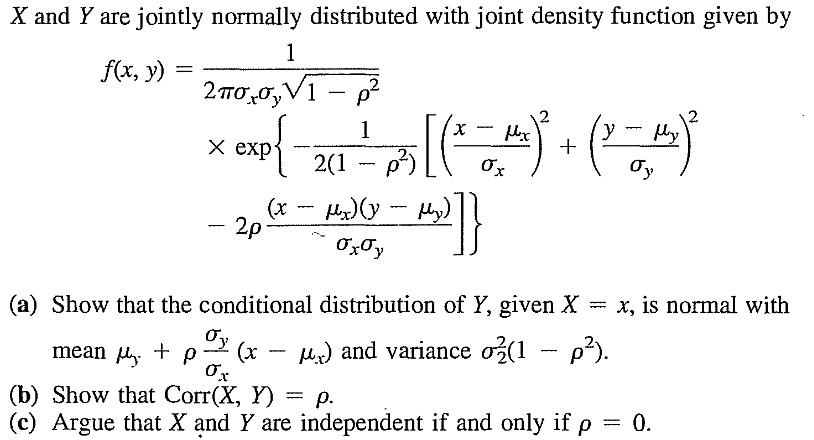 X and Y are jointly normally distributed with joint density function given by
f(x, y) = \frac{1}{2\pi\sigma_x\sigma_y\sqrt{1 - \rho^2}}
\times \exp\left\{ -\frac{1}{2(1 - \rho^2)} \left[ \left( \frac{x - \mu_x}{\sigma_x} \right)^2 + \left( \frac{y - \mu_y}{\sigma_y} \right)^2 \right.\right.
\left.\left. - 2\rho \frac{(x - \mu_x)(y - \mu_y)}{\sigma_x\sigma_y} \right] \right\}
(a) Show that the conditional distribution of Y, given X = x, is normal with
mean \mu_y + \rho \frac{\sigma_y}{\sigma_x} (x - \mu_x) and variance \sigma_2^2(1 - \rho^2).
(b) Show that Corr(X, Y) = \rho.
(c) Argue that X and Y are independent if and only if \rho = 0.